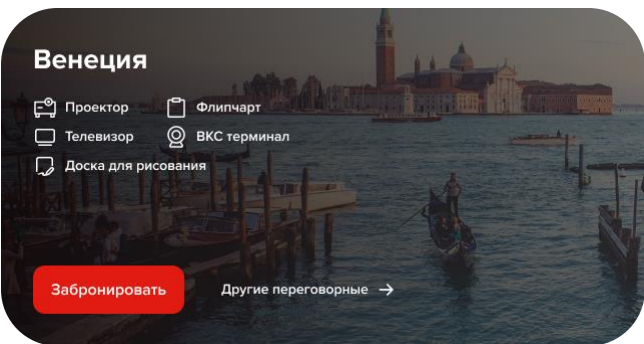 Венеция
Проектор Флипчарт
Телевизор ВКС терминал
Доска для рисования
Забронировать Другие переговорные →